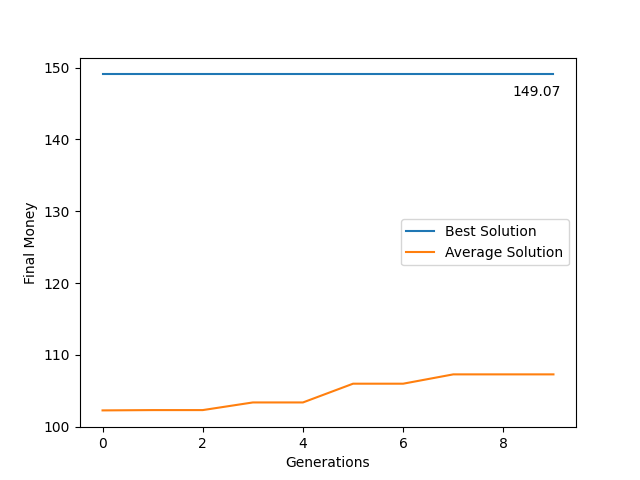 150
140
130
120
110
100
Final Money
149.07
Best Solution
Average Solution
0 2 4 6 8
Generations